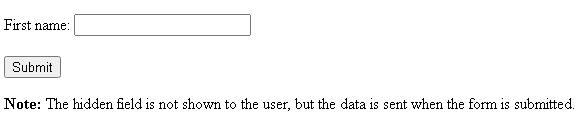 First name:
Submit
Note: The hidden field is not shown to the user, but the data is sent when the form is submitted.